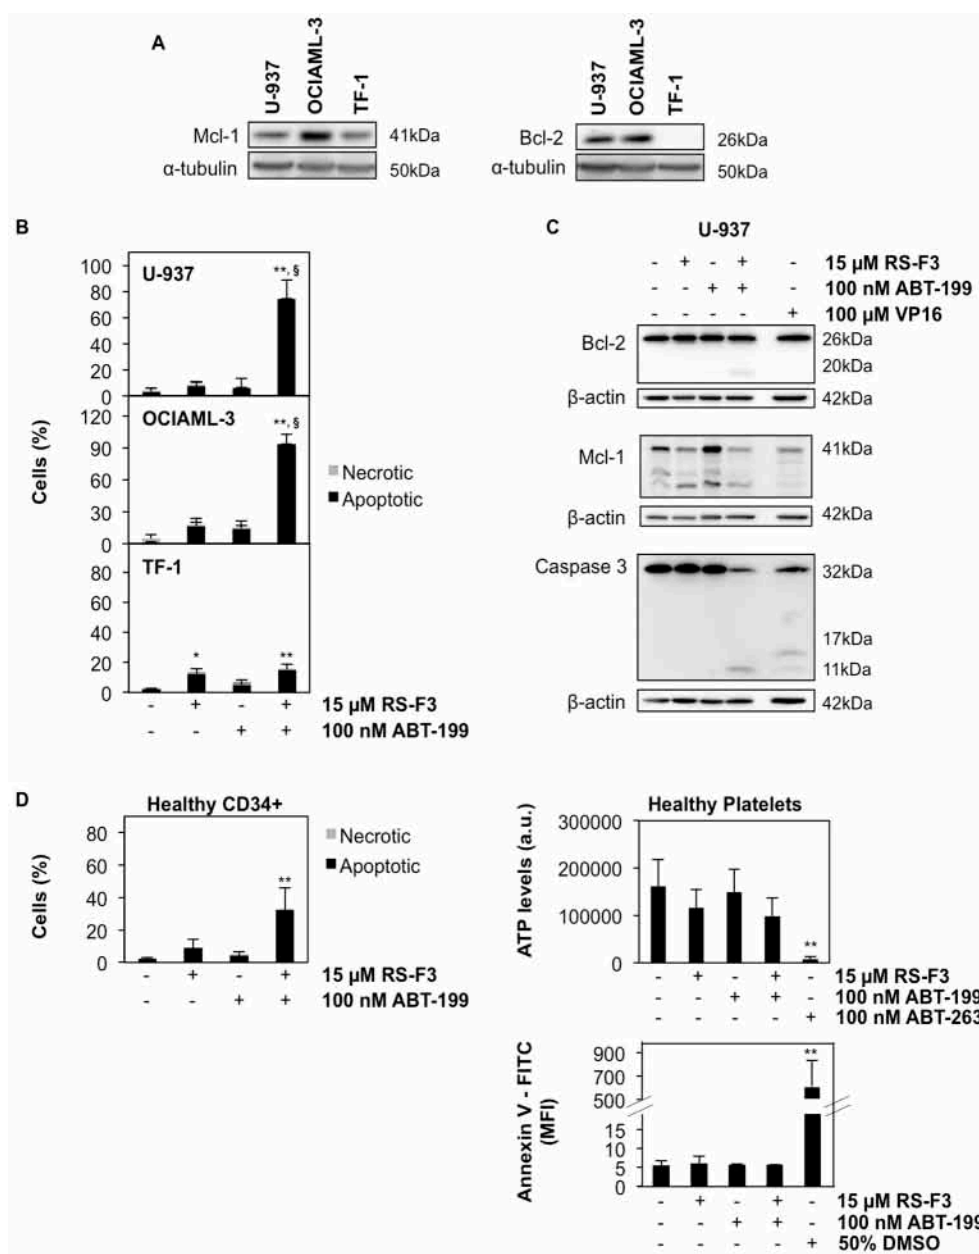 A
U-937
OCIAML-3
TF-1
Mcl-1 41kDa
α-tubulin 50kDa
U-937
OCIAML-3
TF-1
Bcl-2 26kDa
α-tubulin 50kDa
B
Cells (%)
U-937
100
80
60
40
20
0
**, §
OCIAML-3
120
90
60
30
0
**, §
TF-1
80
60
40
20
0
* **
Necrotic
Apoptotic
- + - + 15 µM RS-F3
- - + + 100 nM ABT-199
C
U-937
- + - + - 15 µM RS-F3
- - + + - 100 nM ABT-199
- - - - + 100 µM VP16
Bcl-2 26kDa
20kDa
β-actin 42kDa
Mcl-1 41kDa
β-actin 42kDa
Caspase 3 32kDa
17kDa
11kDa
β-actin 42kDa
D
Healthy CD34+
Cells (%)
80
60
40
20
0
**
Necrotic
Apoptotic
- + - + 15 µM RS-F3
- - + + 100 nM ABT-199
Healthy Platelets
ATP levels (a.u.)
300000
200000
100000
0
**
- + - + - 15 µM RS-F3
- - + + - 100 nM ABT-199
- - - - + 100 nM ABT-263
Annexin V - FITC
(MFI)
900
700
500
15
10
5
0
**
- + - + - 15 µM RS-F3
- - + + - 100 nM ABT-199
- - - - + 50% DMSO